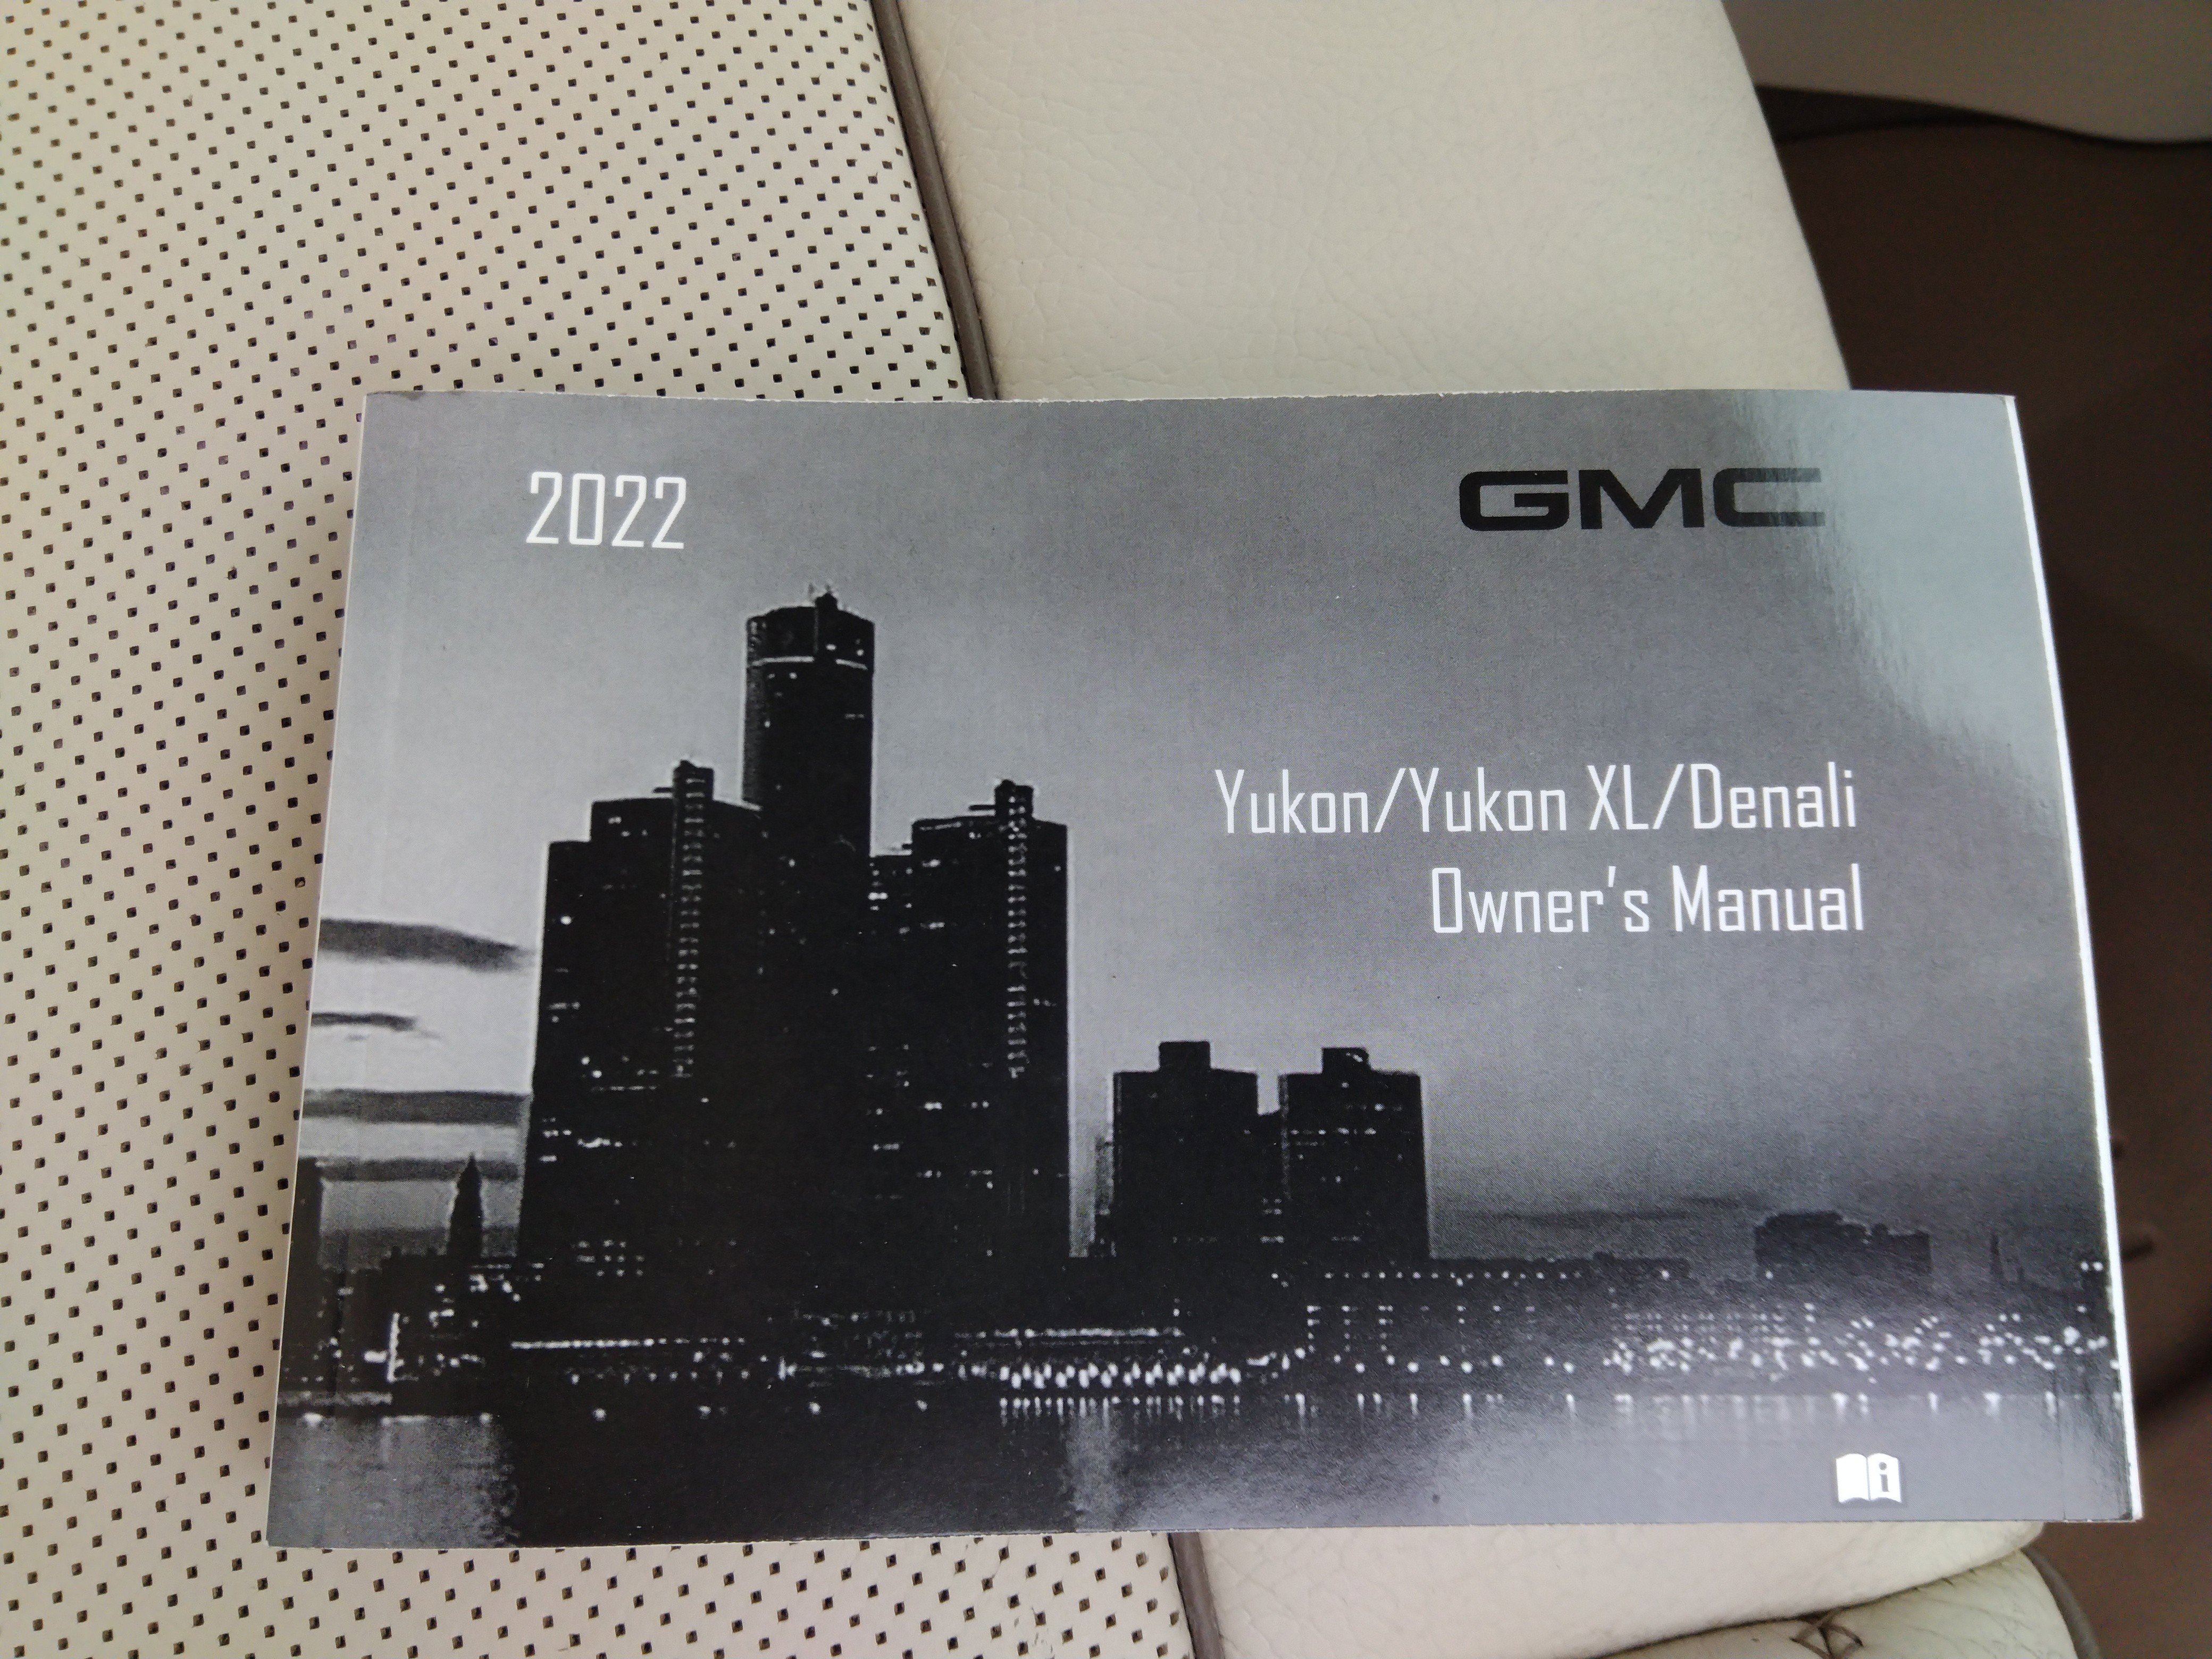 2022
GMC
Yukon/Yukon XL/Denali
Owner's Manual
i